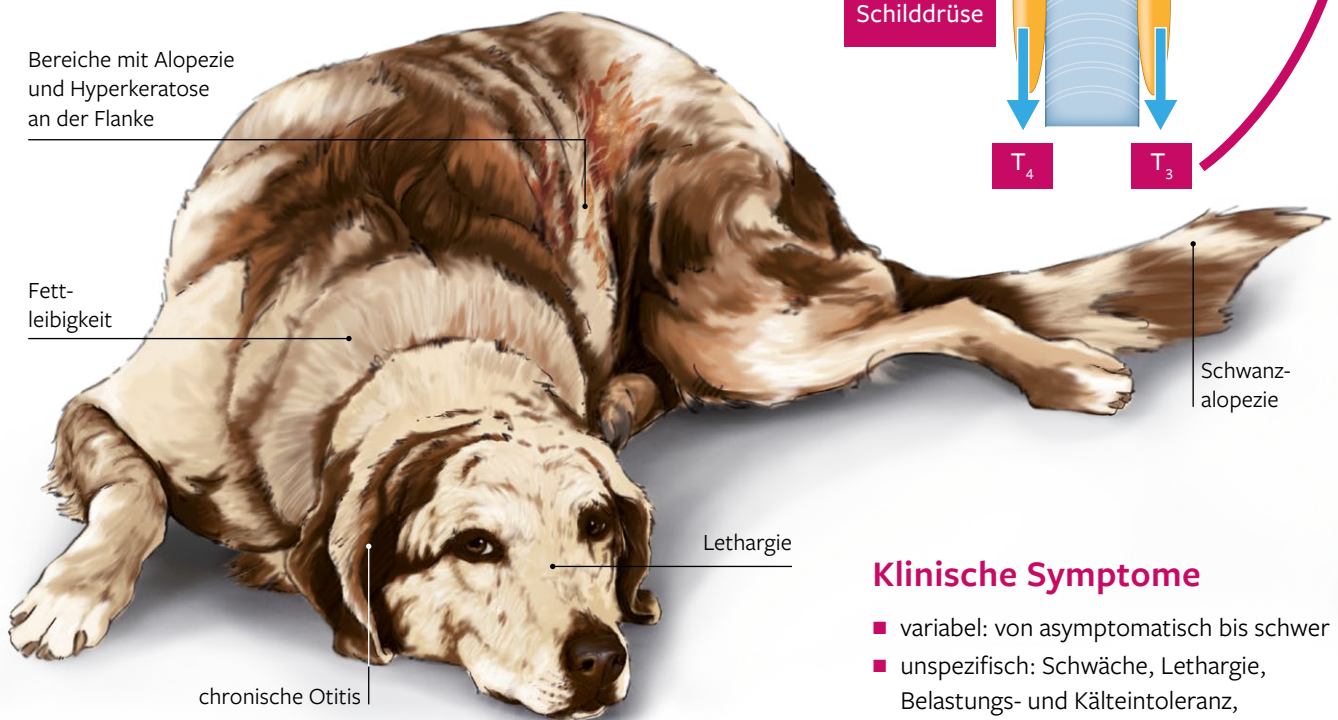 Schilddrüse
T4
T3
Bereiche mit Alopezie
und Hyperkeratose
an der Flanke
Fett-
leibigkeit
Schwanz-
alopezie
Lethargie
chronische Otitis
Klinische Symptome
■ variabel: von asymptomatisch bis schwer
■ unspezifisch: Schwäche, Lethargie,
Belastungs- und Kälteintoleranz,